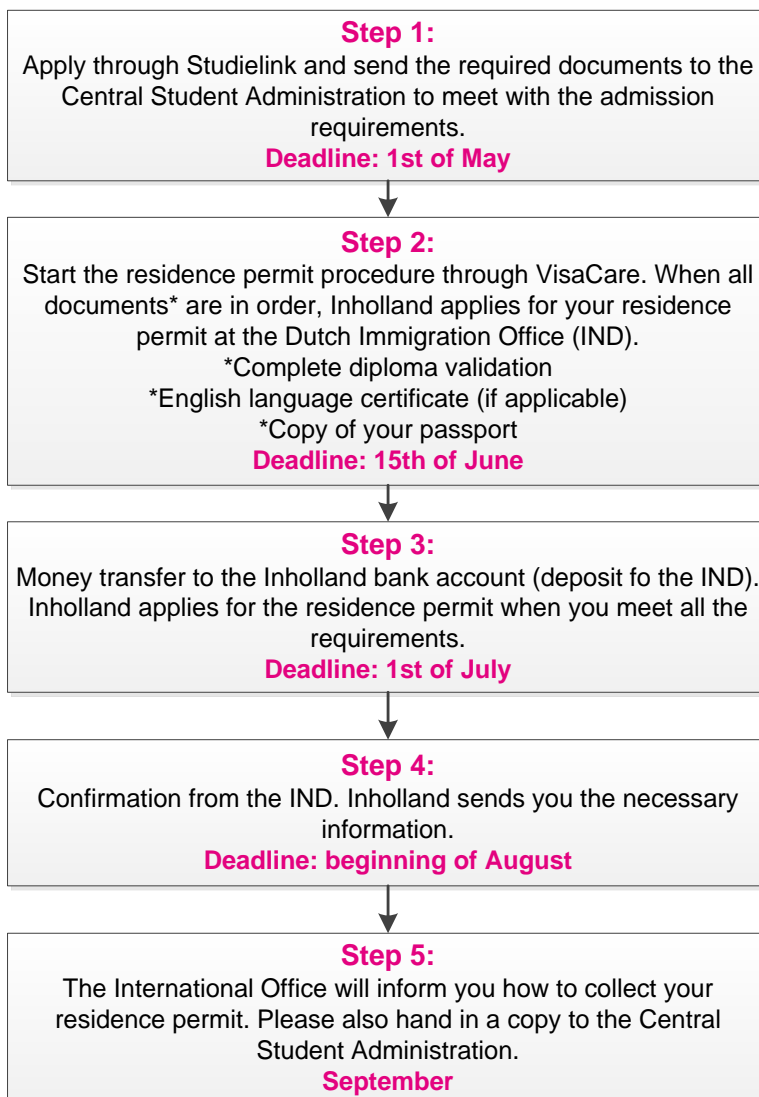 Step 1:
Apply through Studielink and send the required documents to the
Central Student Administration to meet with the admission
requirements.
Deadline: 1st of May
Step 2:
Start the residence permit procedure through VisaCare. When all
documents* are in order, Inholland applies for your residence
permit at the Dutch Immigration Office (IND).
*Complete diploma validation
*English language certificate (if applicable)
*Copy of your passport
Deadline: 15th of June
Step 3:
Money transfer to the Inholland bank account (deposit fo the IND).
Inholland applies for the residence permit when you meet all the
requirements.
Deadline: 1st of July
Step 4:
Confirmation from the IND. Inholland sends you the necessary
information.
Deadline: beginning of August
Step 5:
The International Office will inform you how to collect your
residence permit. Please also hand in a copy to the Central
Student Administration.
September